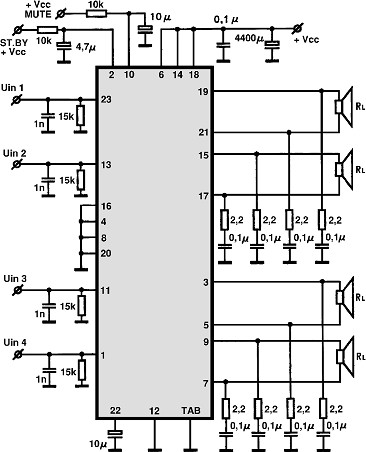 + Vcc
MUTE
10k
10µ
0,1µ
+ Vcc
ST.BY
+ Vcc
10k
4,7µ
4400µ
2
10
6
14
18
Uin 1
23
19
1n
15k
21
RL
Uin 2
13
15
1n
15k
17
RL
16
4
8
20
2,2
2,2
2,2
2,2
0,1µ
0,1µ
0,1µ
0,1µ
Uin 3
11
3
1n
15k
5
RL
Uin 4
1
9
1n
15k
7
RL
2,2
2,2
2,2
2,2
0,1µ
0,1µ
0,1µ
0,1µ
22
12
TAB
10µ